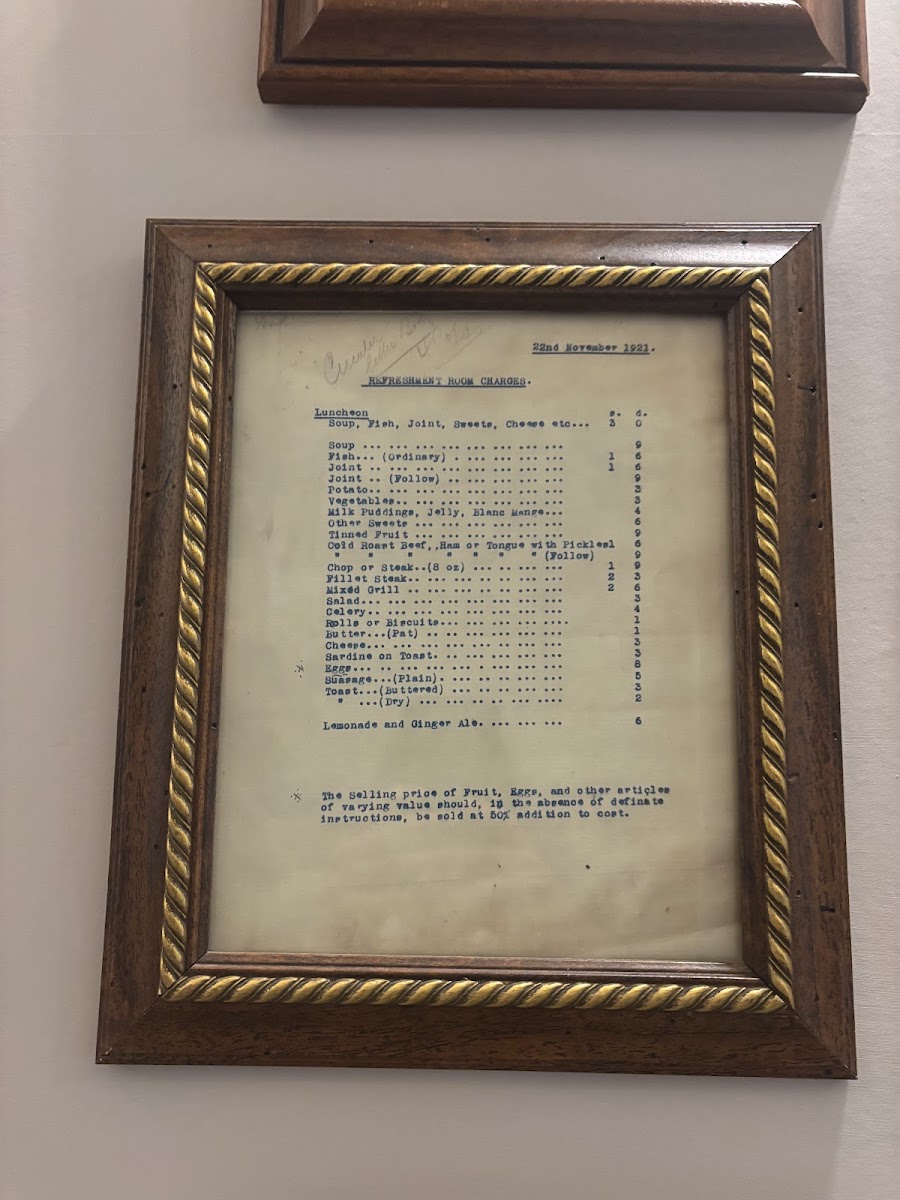 Circular
22nd November 1921.
REFRESHMENT ROOM CHARGES.
Luncheon s. d.
Soup, Fish, Joint, Sweets, Cheese etc... 3 0
Soup ... ... ... ... ... ... ... 9
Fish... (Ordinary) . ... ... ... ... 1 6
Joint .. ... ... ... ... ... ... ... 1 6
Joint .. (Follow) .. ... ... ... ... 9
Potato.. ... ... ... ... ... ... ... 3
Vegetables.. ... ... ... ... ... ... 3
Milk Puddings, Jelly, Blanc Mange... 4
Other Sweets ... ... ... ... ... ... 6
Tinned Fruit ... ... ... ... ... ... 9
Cold Roast Beef,,Ham or Tongue with Pickles1 6
" " " " " " (Follow) 9
Chop or Steak..(8 oz) ... ... .. ... 1 9
Fillet Steak.. ... ... ... .. .. ... 2 3
Mixed Grill .. ... ... ... .. .. ... 2 6
Salad... ... ... ... ... .. .. ... 3
Celery.. ... ... ... ... .. .. ... 4
Rolls or Biscuits... ... .. ... .... 1
Butter...(Pat) .. .. ... ... .. ... 1
Cheese... ... ... ... ... .. .. ... 3
Sardine on Toast. .. ... ... .. ... 3
* Eggs... .. ... .. ... ... .. ... ... 8
Suasage...(Plain). ... .. .. ... ... 5
Toast...(Buttered) ... ... .. ... ... 3
" ...(Dry) ... ... ... .. ... .... 2
Lemonade and Ginger Ale. ... ... ... 6
* The Selling price of Fruit, Eggs, and other articles
of varying value should, in the absence of definate
instructions, be sold at 50% addition to cost.